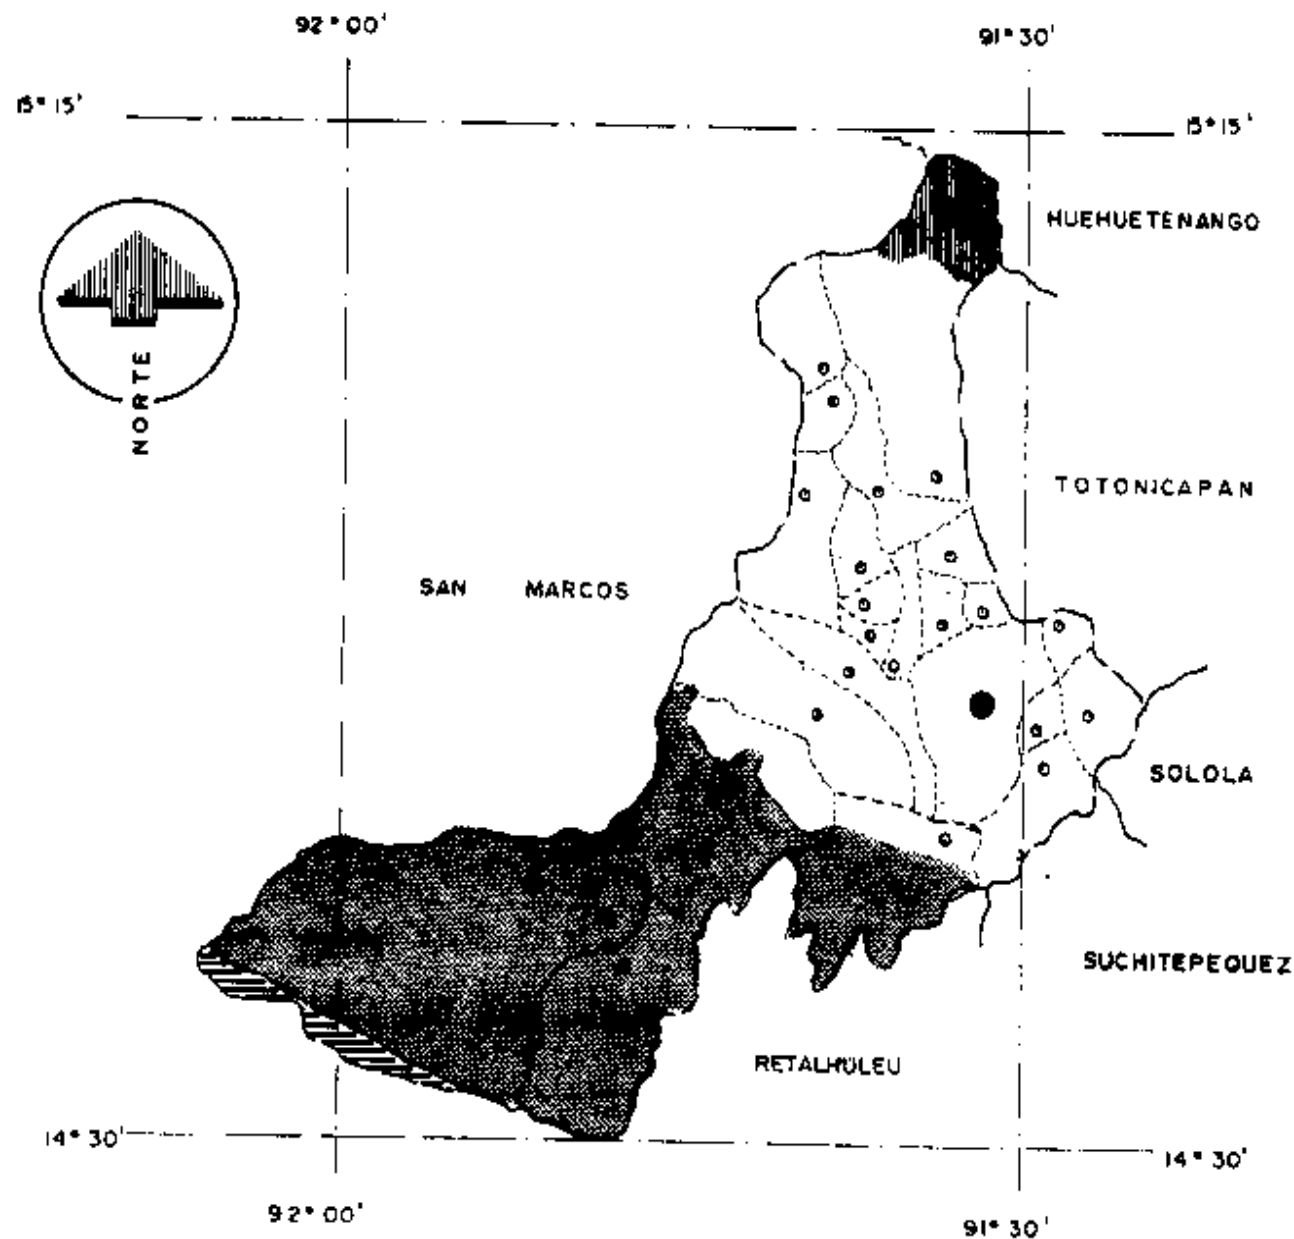 92° 00'
91° 30'
15° 15'
15° 15'
HUEHUETENANGO
NORTE
TOTONICAPAN
SAN MARCOS
SOLOLA
SUCHITEPEQUEZ
RETALHULEU
14° 30'
14° 30'
92° 00'
91° 30'